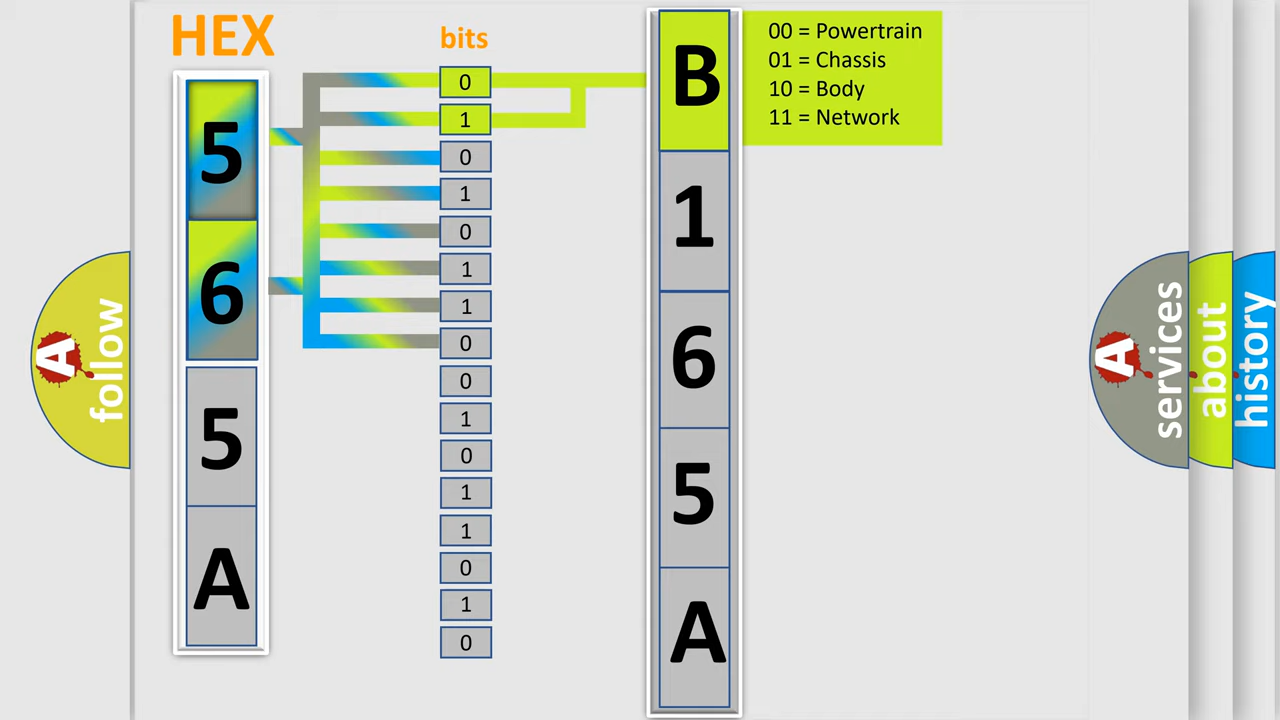 HEX
bits
5
6
5
A
0
1
0
1
0
1
1
0
0
1
0
1
1
0
1
0
B
1
6
5
A
00 = Powertrain
01 = Chassis
10 = Body
11 = Network
A
follow
A
services
about
history